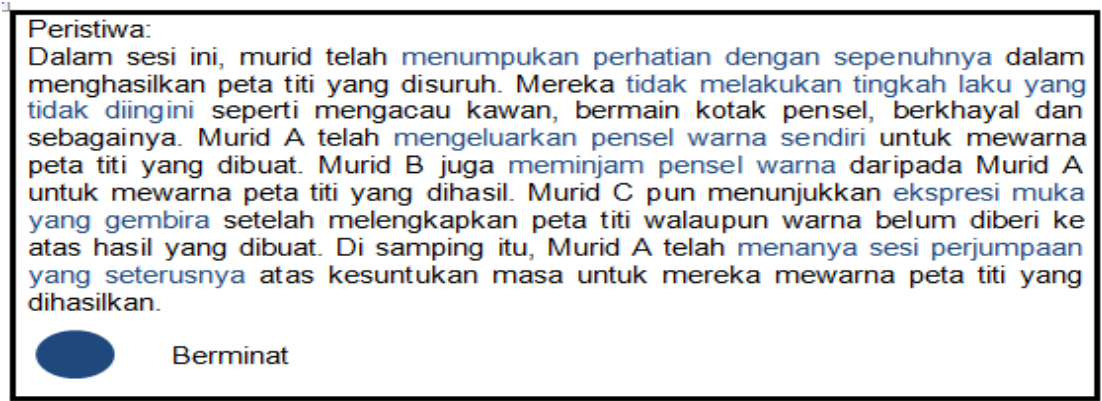 Peristiwa:
Dalam sesi ini, murid telah menumpukan perhatian dengan sepenuhnya dalam
menghasilkan peta titi yang disuruh. Mereka tidak melakukan tingkah laku yang
tidak diingini seperti mengacau kawan, bermain kotak pensel, berkhayal dan
sebagainya. Murid A telah mengeluarkan pensel warna sendiri untuk mewarna
peta titi yang dibuat. Murid B juga meminjam pensel warna daripada Murid A
untuk mewarna peta titi yang dihasil. Murid C pun menunjukkan ekspresi muka
yang gembira setelah melengkapkan peta titi walaupun warna belum diberi ke
atas hasil yang dibuat. Di samping itu, Murid A telah menanya sesi perjumpaan
yang seterusnya atas kesuntukan masa untuk mereka mewarna peta titi yang
dihasilkan.
Berminat